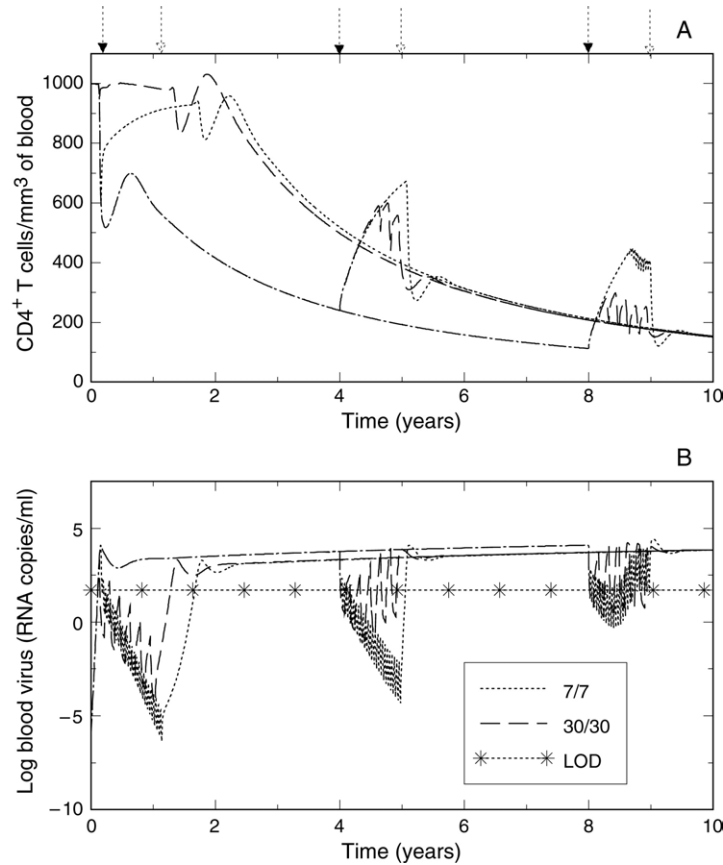 A
1000
800
600
400
200
0
CD4+ T cells/mm³ of blood
0 2 4 6 8 10
Time (years)
B
5
0
−5
−10
Log blood virus (RNA copies/ml)
7/7
30/30
LOD
0 2 4 6 8 10
Time (years)